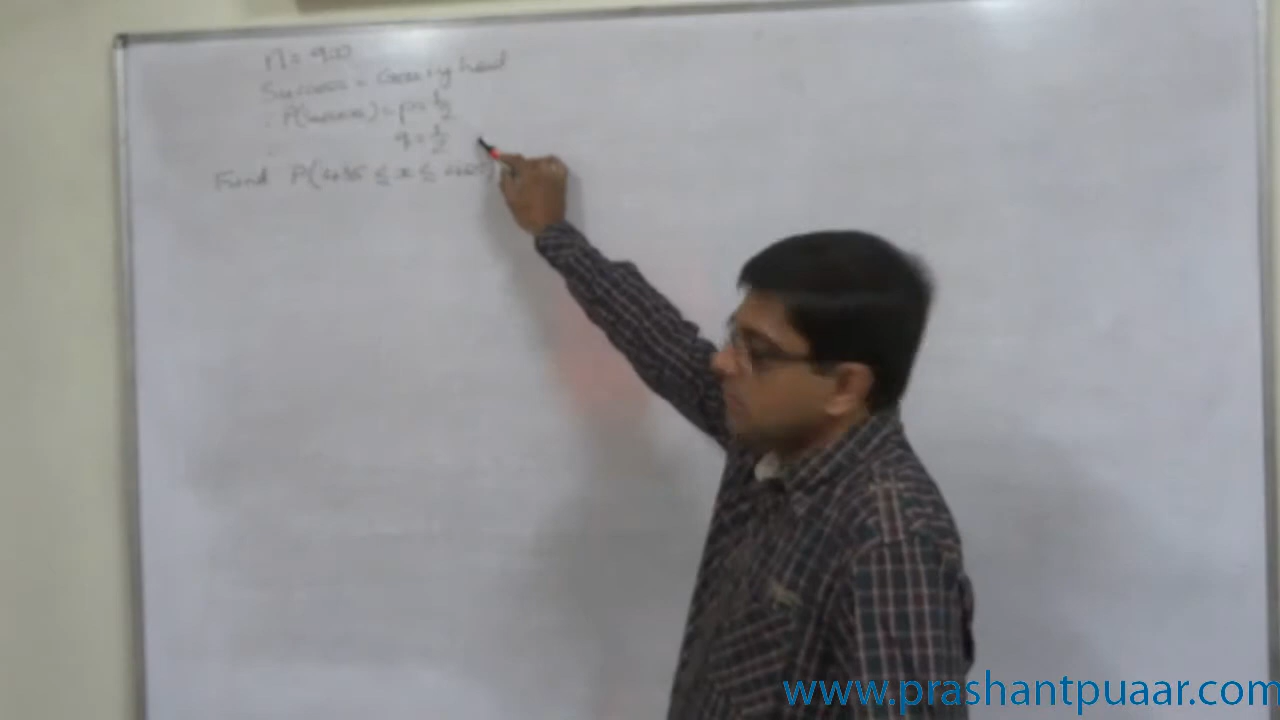 n = 900
Success = Getting head
P(success) = p = 1/2
q = 1/2
Find P( ≤ x ≤
www.prashantpuaar.com